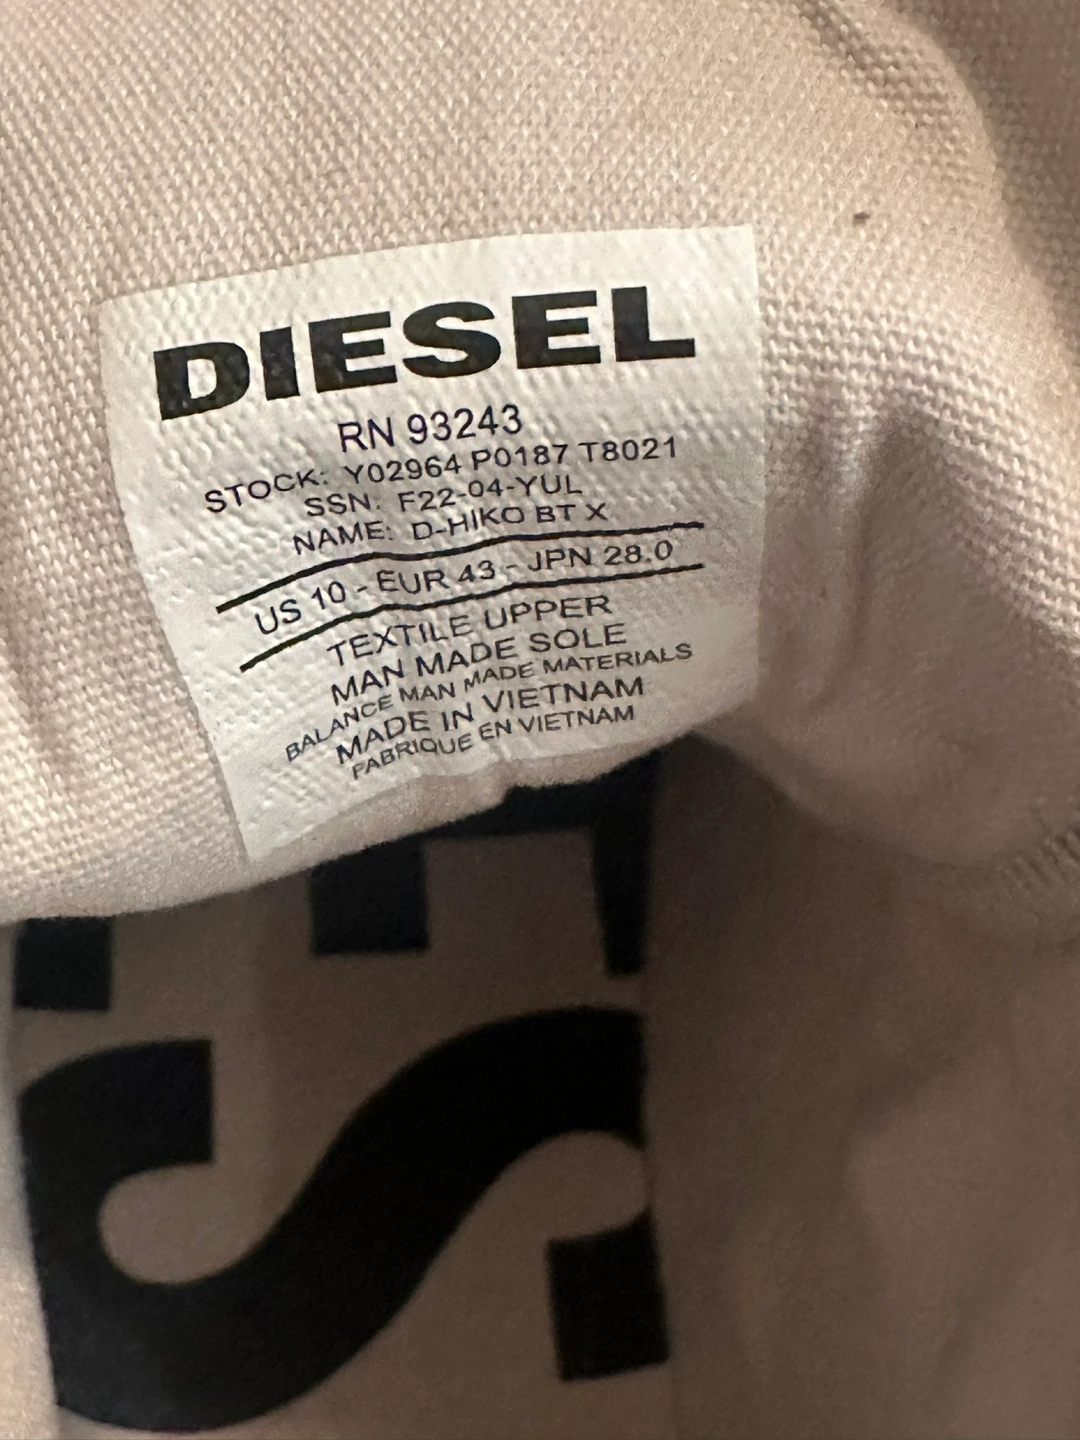 DIESEL
RN 93243
STOCK: Y02964 P0187 T8021
SSN: F22-04-YUL
NAME: D-HIKO BT X
US 10 - EUR 43 - JPN 28.0
TEXTILE UPPER
MAN MADE SOLE
BALANCE MAN MADE MATERIALS
MADE IN VIETNAM
FABRIQUE EN VIETNAM